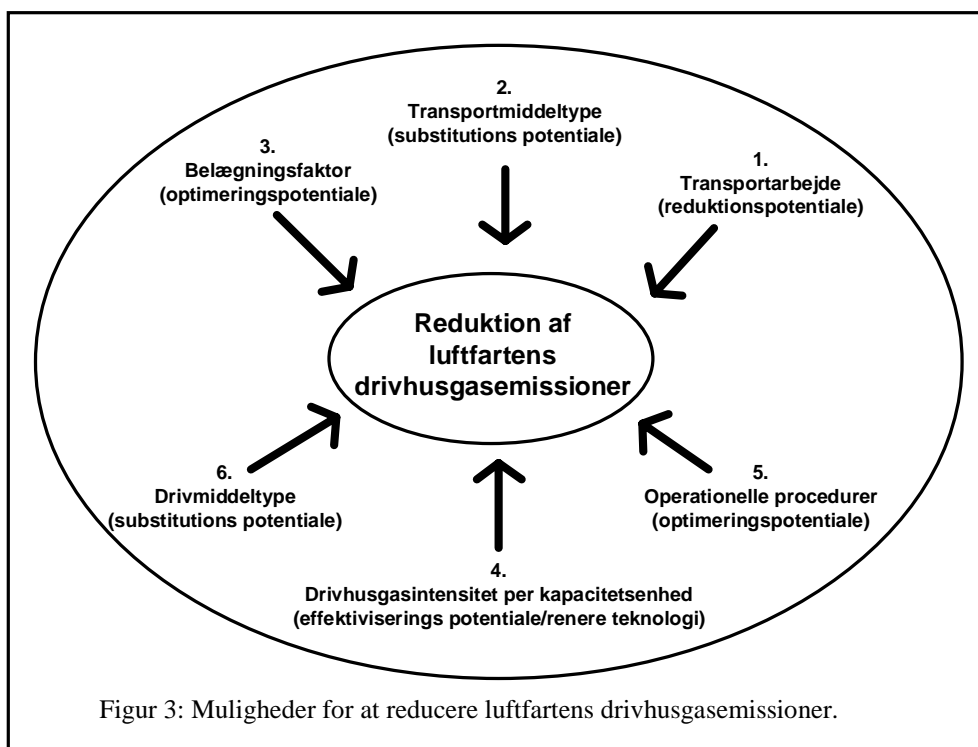 2.
Transportmiddeltype
(substitutions potentiale)
3.
Belægningsfaktor
(optimeringspotentiale)
1.
Transportarbejde
(reduktionspotentiale)
Reduktion af
luftfartens
drivhusgasemissioner
6.
Drivmiddeltype
(substitutions potentiale)
5.
Operationelle procedurer
(optimeringspotentiale)
4.
Drivhusgasintensitet per kapacitetsenhed
(effektiviserings potentiale/renere teknologi)
Figur 3: Muligheder for at reducere luftfartens drivhusgasemissioner.